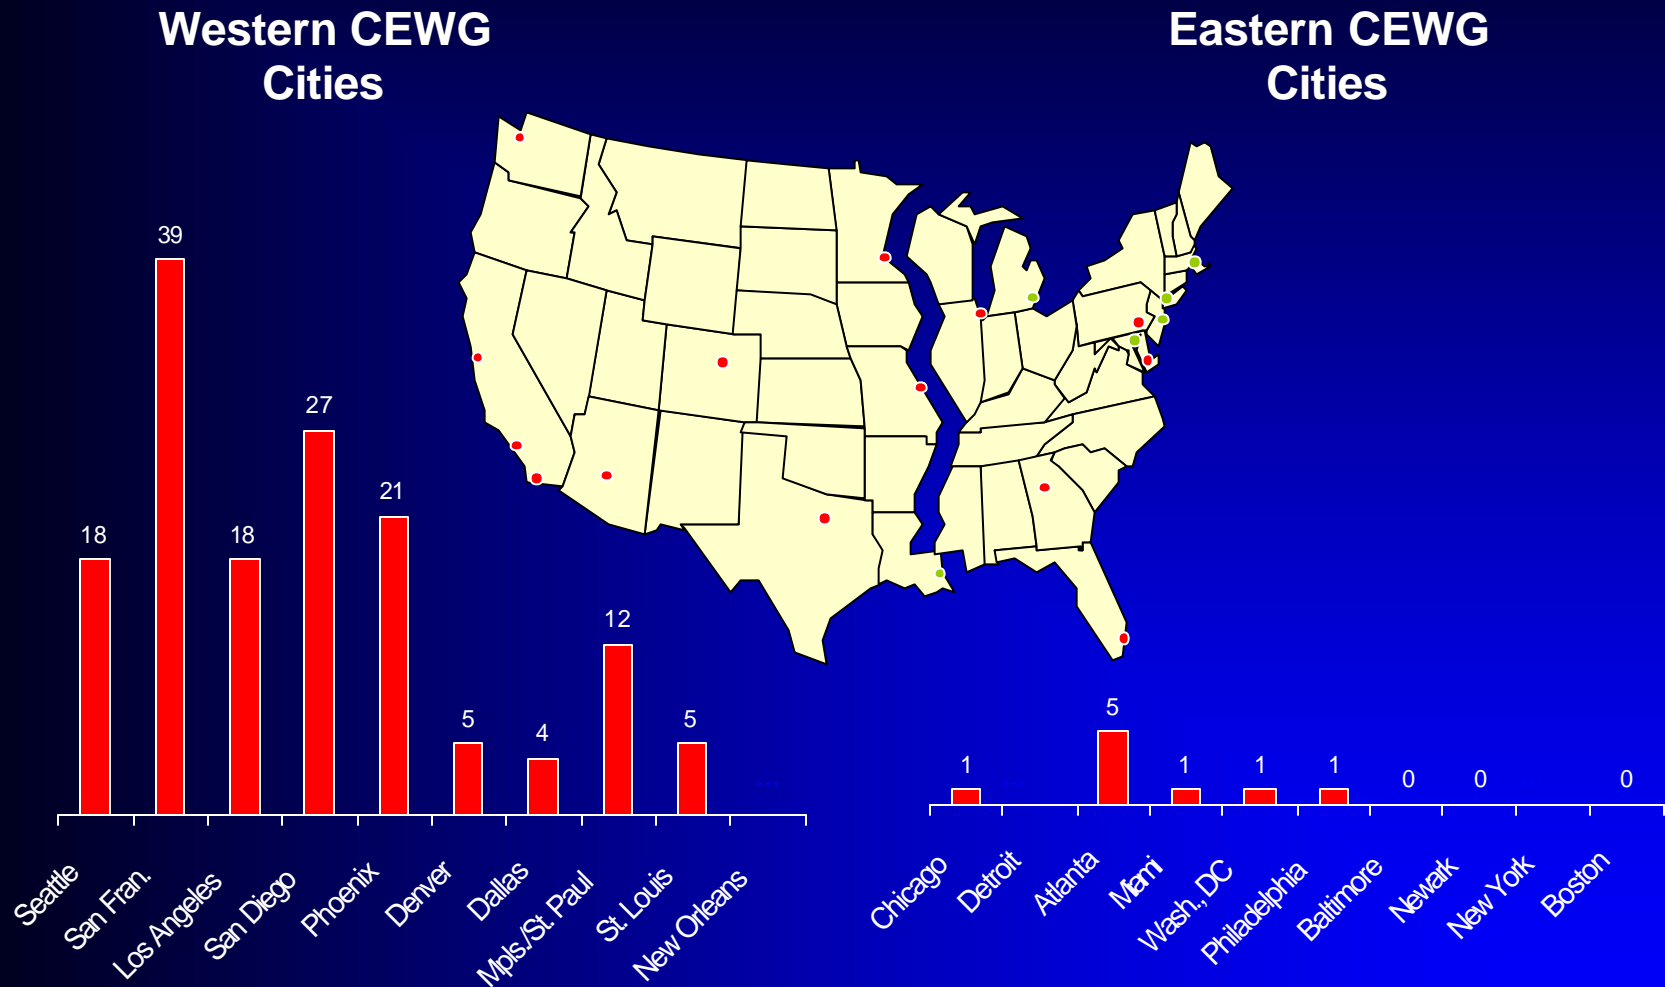 Western CEWG
Cities
Eastern CEWG
Cities
18
39
18
27
21
5
4
12
5
...
Seattle
San Fran.
Los Angeles
San Diego
Phoenix
Denver
Dallas
Mpls./St. Paul
St. Louis
New Orleans
1
...
5
1
1
1
0
0
0
Chicago
Detroit
Atlanta
Miami
Wash., DC
Philadelphia
Baltimore
Newark
New York
Boston